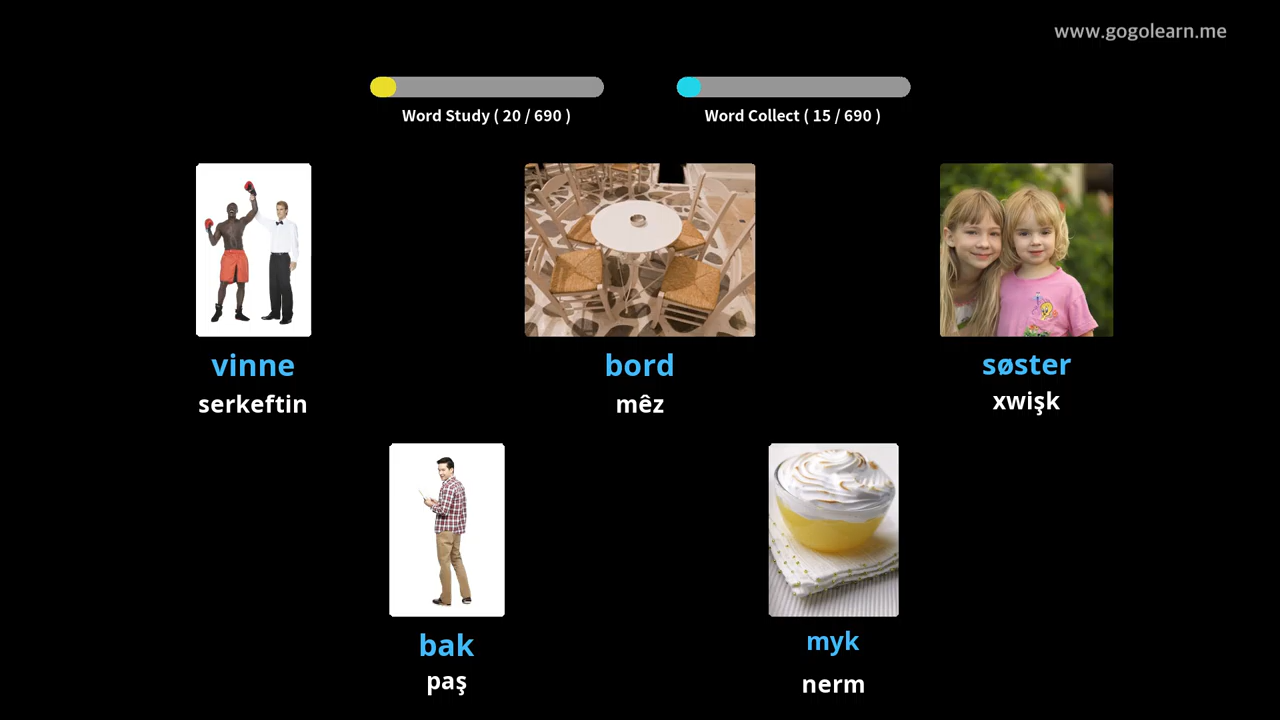 www.gogolearn.me
Word Study ( 20 / 690 )
Word Collect ( 15 / 690 )
vinne
serkeftin
bord
mêz
søster
xwişk
bak
paş
myk
nerm